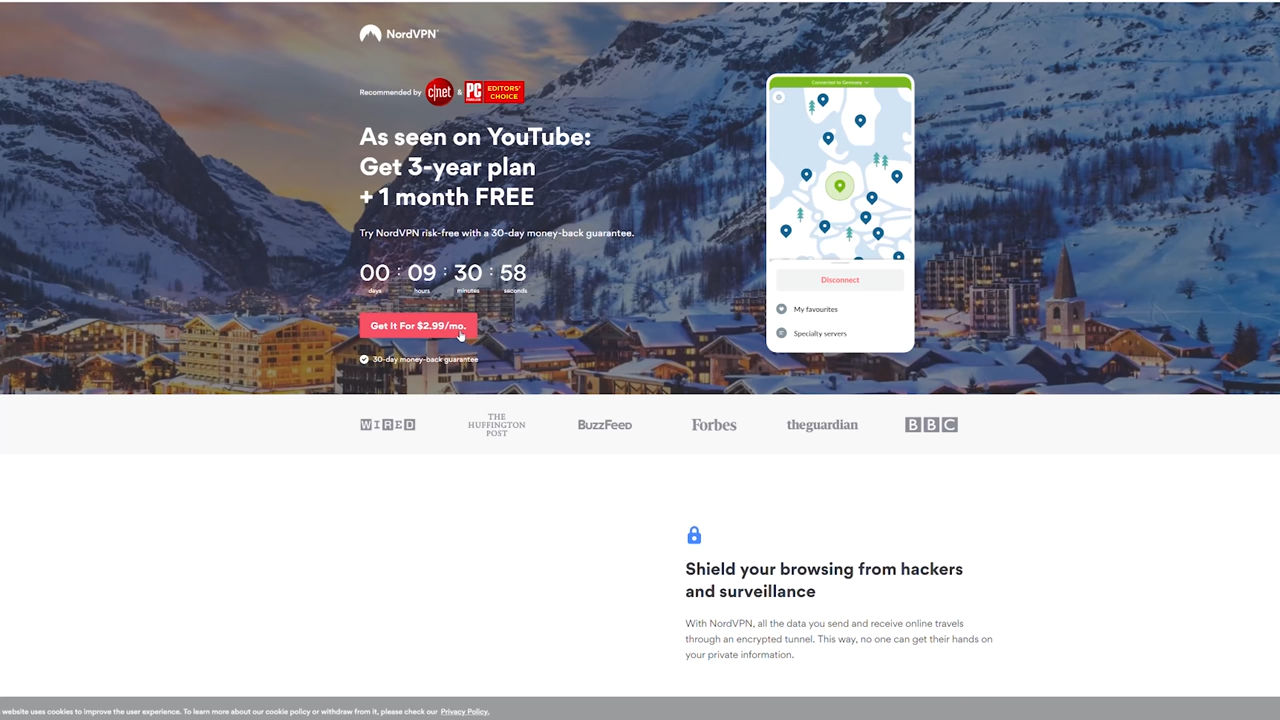 NordVPN®
Recommended by c|net & PC EDITORS' CHOICE
As seen on YouTube:
Get 3-year plan
+ 1 month FREE
Try NordVPN risk-free with a 30-day money-back guarantee.
00 : 09 : 30 : 58
days hours minutes seconds
Get It For $2.99/mo.
30-day money-back guarantee
Connected to Germany
Disconnect
My favourites
Specialty servers
WIRED
THE
HUFFINGTON
POST
BuzzFeed
Forbes
theguardian
BBC
Shield your browsing from hackers
and surveillance
With NordVPN, all the data you send and receive online travels
through an encrypted tunnel. This way, no one can get their hands on
your private information.
website uses cookies to improve the user experience. To learn more about our cookie policy or withdraw from it, please check our Privacy Policy.